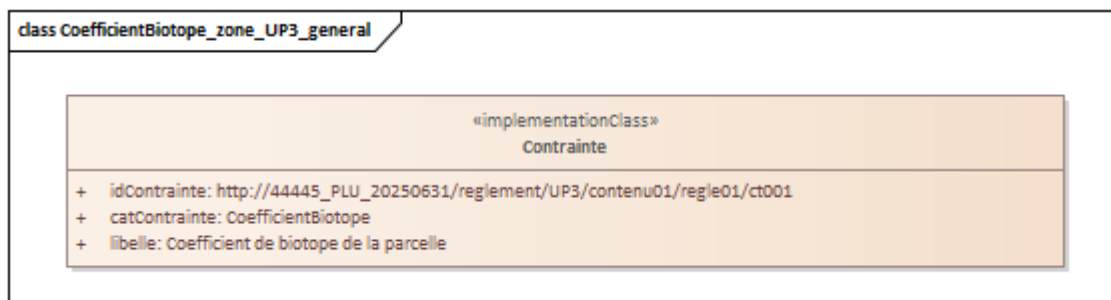 class CoefficientBiotope_zone_UP3_general
«implementationClass»
Contrainte
+ idContrainte: http://44445_PLU_20250631/reglement/UP3/contenu01/regle01/ct001
+ catContrainte: CoefficientBiotope
+ libelle: Coefficient de biotope de la parcelle